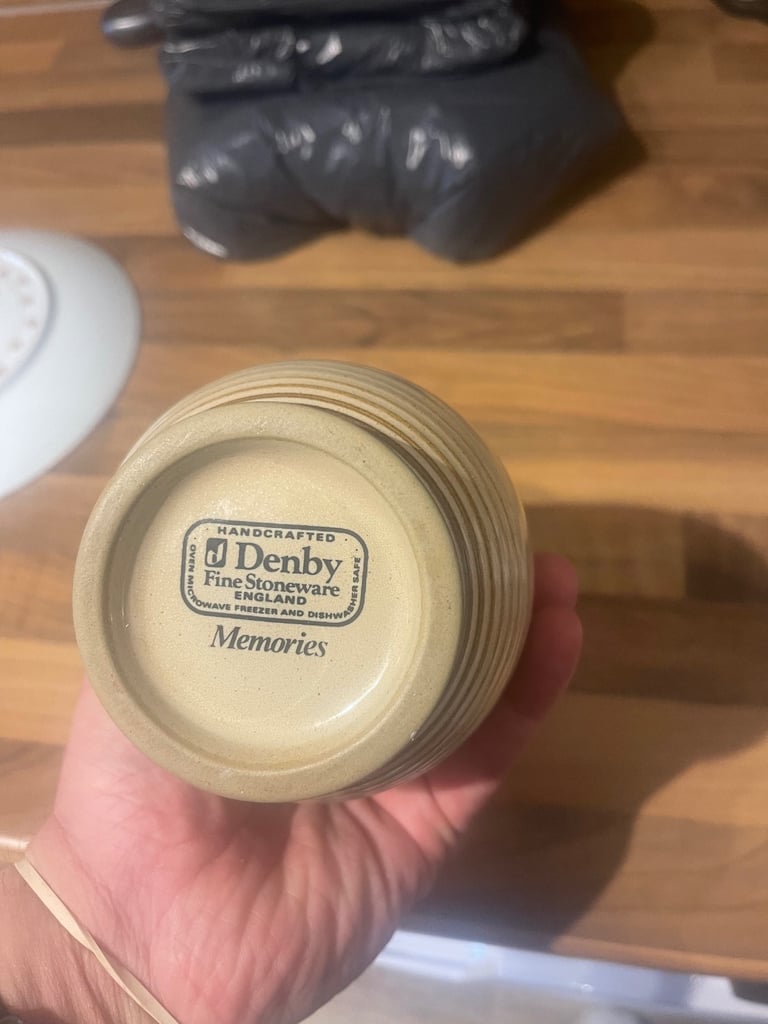 HANDCRAFTED
d Denby
Fine Stoneware
ENGLAND
OVEN MICROWAVE FREEZER AND DISHWASHER SAFE
Memories